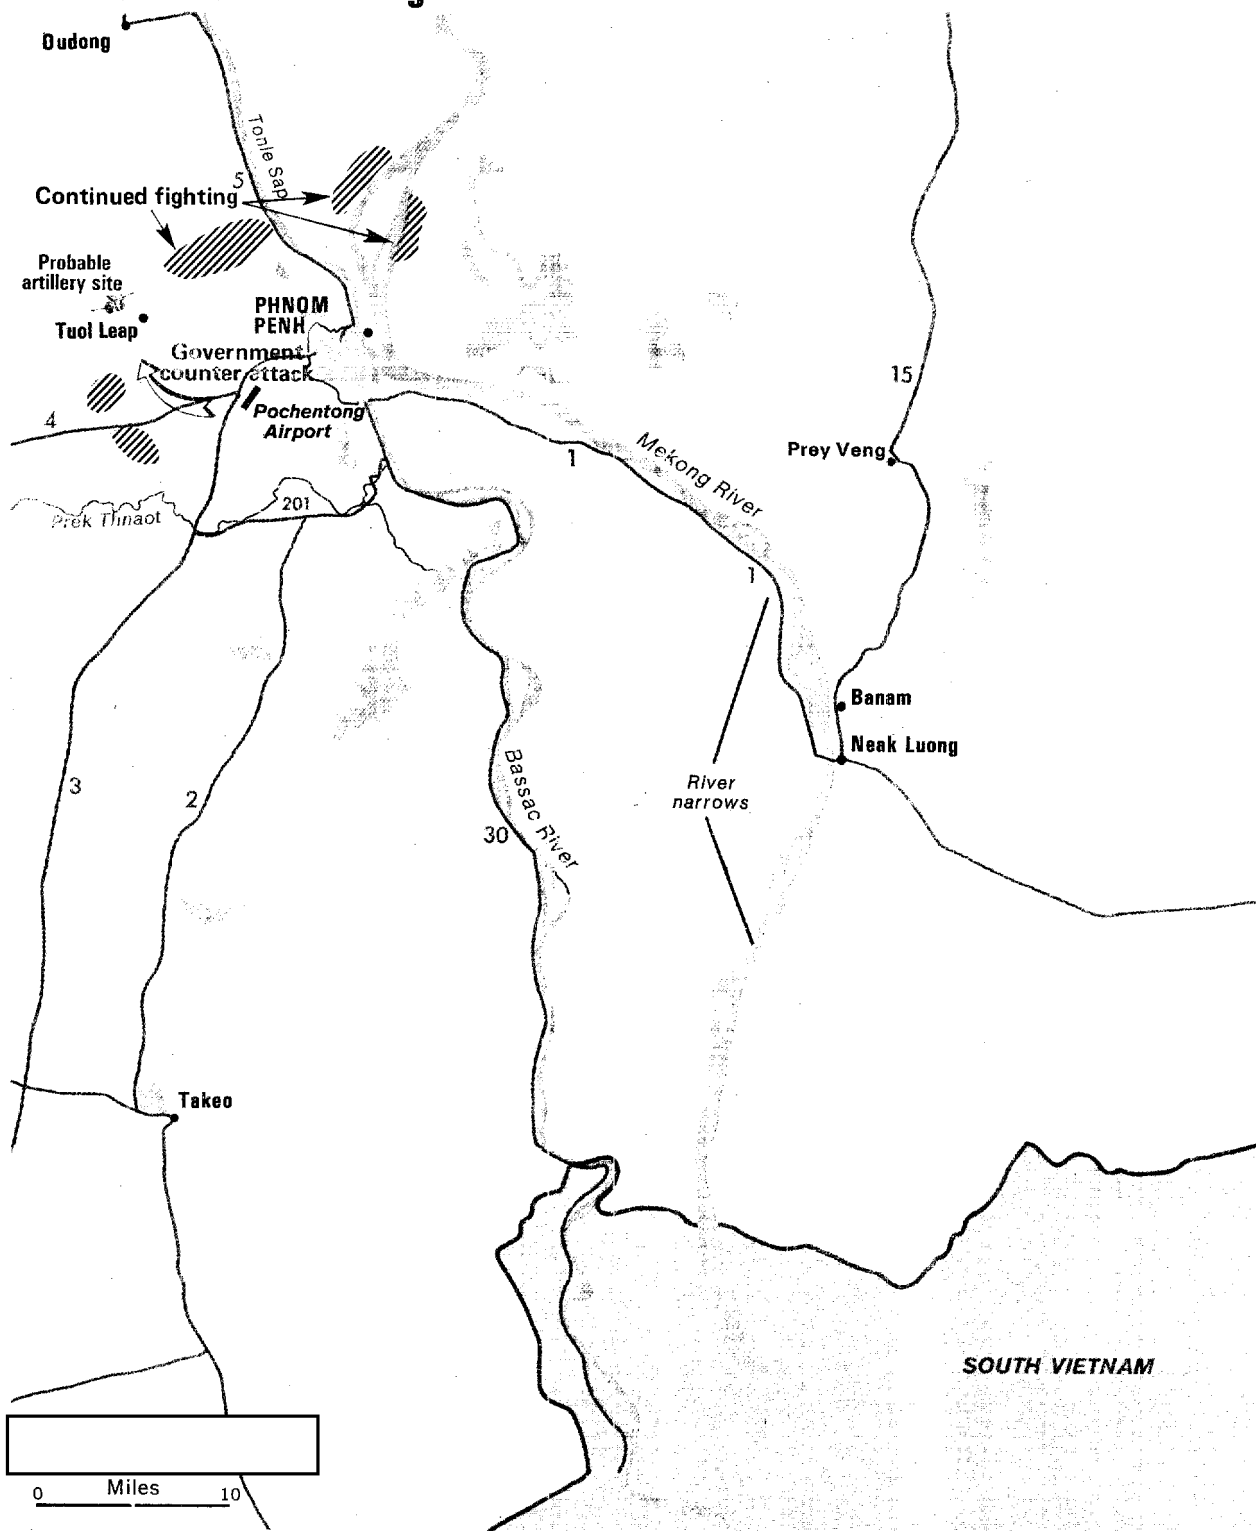 Oudong
Tonle Sap
5
Continued fighting
Probable
artillery site
Tuol Leap
PHNOM
PENH
Government
counter attack
Pochentong
Airport
4
15
Prey Veng
1
Mekong River
201
Prek Thnaot
1
Banam
Neak Luong
River
narrows
3
2
Bassac River
30
Takeo
SOUTH VIETNAM
Miles
0 10